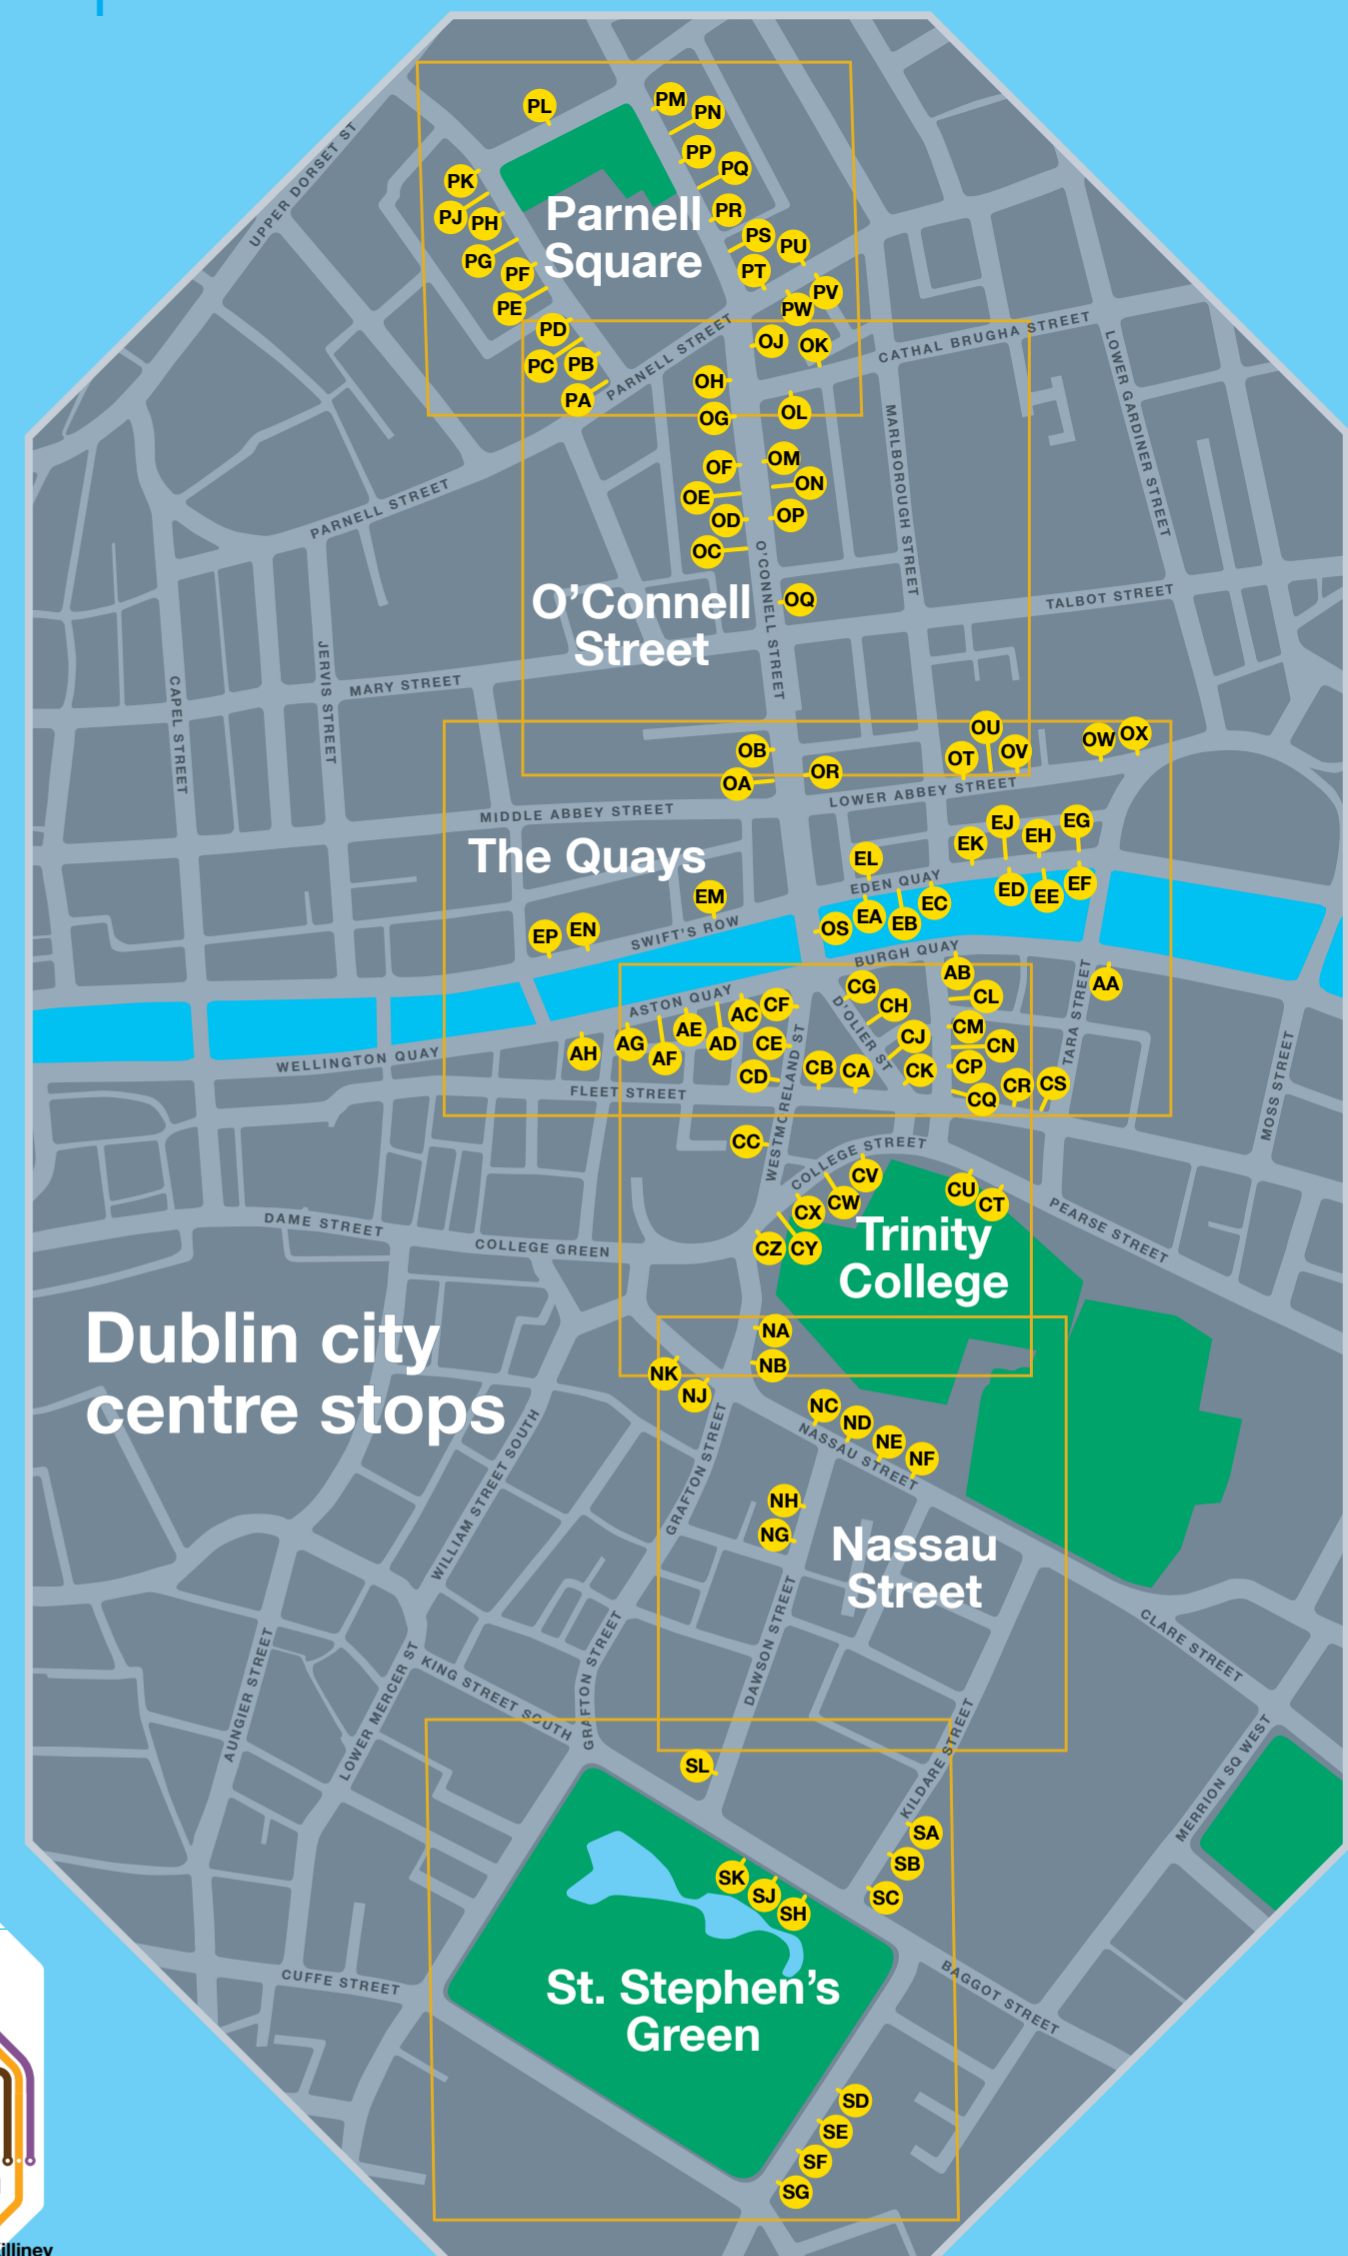 PL
PM
PN
PP
PQ
PK
PJ
PH
PR
PS
PU
PG
PF
PT
PV
PE
PW
Parnell
Square
UPPER DORSET ST
PD
PC
PB
PA
PARNELL STREET
OJ
OK
CATHAL BRUGHA STREET
OH
OG
OL
LOWER GARDINER STREET
MARLBOROUGH STREET
OF
OM
OE
ON
OD
OP
OC
PARNELL STREET
O'CONNELL STREET
O'Connell
Street
OQ
TALBOT STREET
CAPEL STREET
JERVIS STREET
MARY STREET
OU
OT
OV
OW
OX
OB
OA
OR
MIDDLE ABBEY STREET
LOWER ABBEY STREET
The Quays
EJ
EG
EK
EH
EL
EDEN QUAY
ED
EE
EF
EM
EC
EA
EB
OS
EP
EN
SWIFT'S ROW
BURGH QUAY
AB
AA
CG
CL
CH
ASTON QUAY
AC
CF
D'OLIER ST
CM
AE
AD
CE
CJ
CN
AG
AF
AH
TARA STREET
MOSS STREET
WELLINGTON QUAY
CD
CB
CA
CK
CP
CR
CS
CQ
FLEET STREET
WESTMORELAND ST
CC
COLLEGE STREET
CV
CW
CX
CU
CT
CZ
CY
Trinity
College
PEARSE STREET
DAME STREET
COLLEGE GREEN
Dublin city
centre stops
NA
NB
NK
NJ
NC
ND
NE
NF
NASSAU STREET
GRAFTON STREET
WILLIAM STREET SOUTH
NH
NG
Nassau
Street
CLARE STREET
DAWSON STREET
GRAFTON STREET
KING STREET SOUTH
AUNGIER STREET
LOWER MERCER ST
KILDARE STREET
MERRION SQ WEST
SL
SA
SB
SC
SK
SJ
SH
St. Stephen's
Green
CUFFE STREET
BAGGOT STREET
SD
SE
SF
SG
illiney